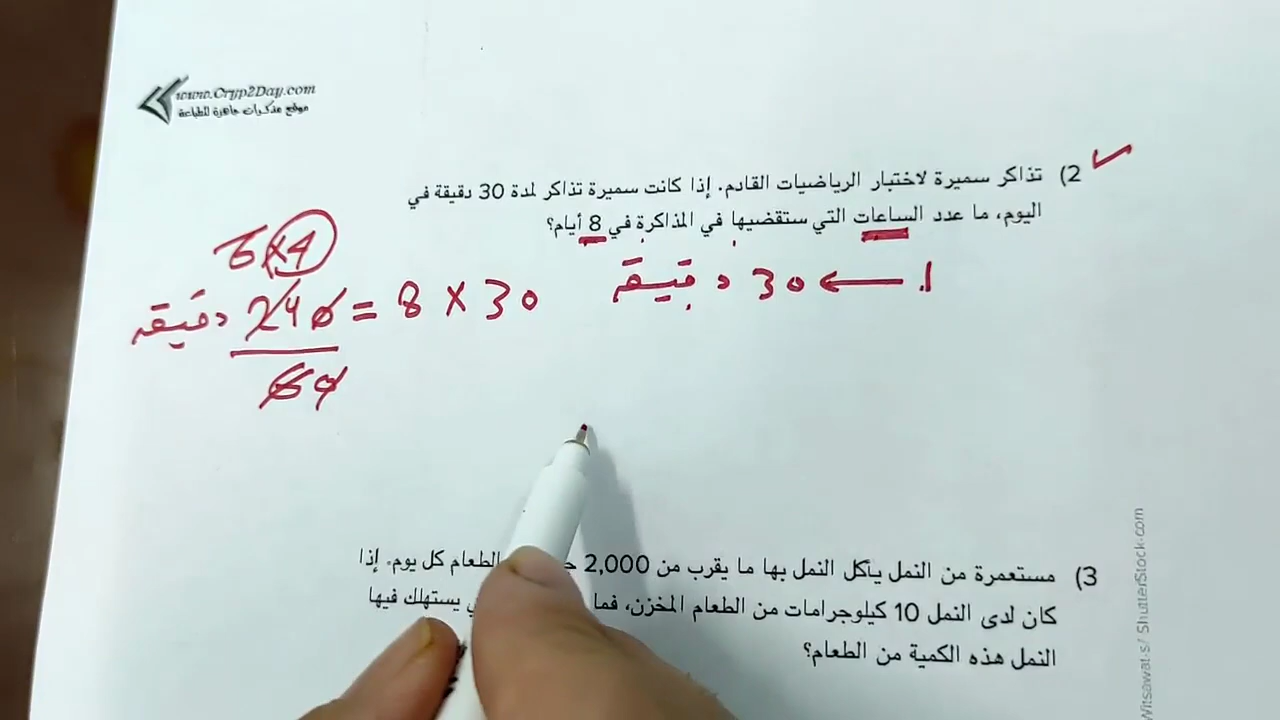 www.Cryp2Day.com
موقع مذكرات جاهزة للطباعة
2) تذاكر سميرة لاختبار الرياضيات القادم. إذا كانت سميرة تذاكر لمدة 30 دقيقة في
اليوم، ما عدد الساعات التي ستقضيها في المذاكرة في 8 أيام؟
6×4
1 ← 30 دقيقة
30 × 8 = 240 دقيقة
60
3) مستعمرة من النمل يأكل النمل بها ما يقرب من 2,000 الطعام كل يوم. إذا
كان لدى النمل 10 كيلوجرامات من الطعام المخزن، فما يستهلك فيها
النمل هذه الكمية من الطعام؟
/ ShutterStock.com